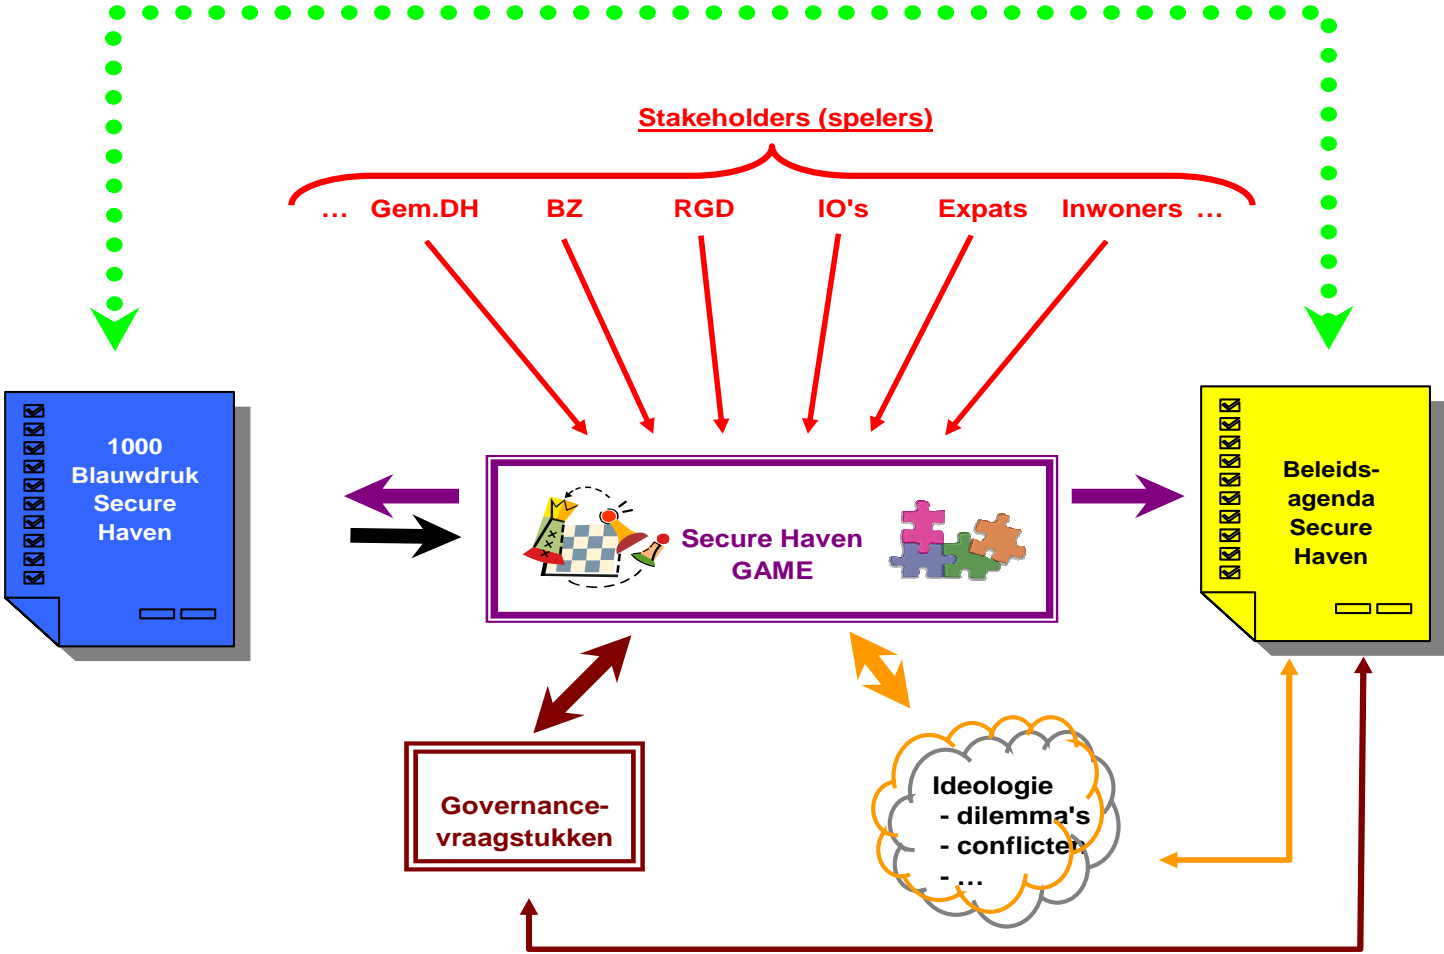 Stakeholders (spelers)
... Gem.DH BZ RGD IO's Expats Inwoners ...
1000
Blauwdruk
Secure
Haven
Secure Haven
GAME
Beleids-
agenda
Secure
Haven
Governance-
vraagstukken
Ideologie
- dilemma's
- conflicten
- ...